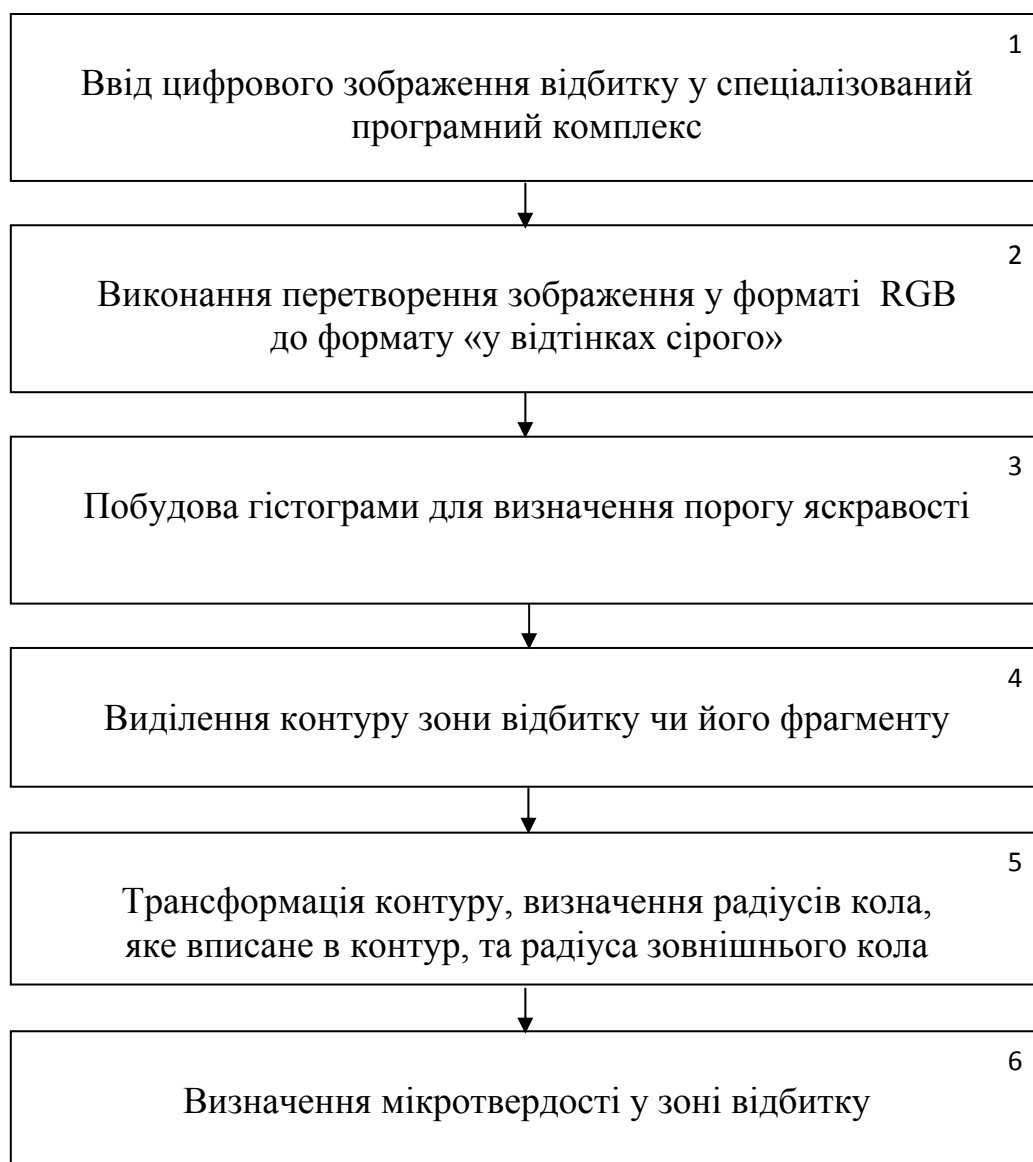 1
Ввід цифрового зображення відбитку у спеціалізований
програмний комплекс
2
Виконання перетворення зображення у форматі RGB
до формату «у відтінках сірого»
3
Побудова гістограми для визначення порогу яскравості
4
Виділення контуру зони відбитку чи його фрагменту
5
Трансформація контуру, визначення радіусів кола,
яке вписане в контур, та радіуса зовнішнього кола
6
Визначення мікротвердості у зоні відбитку